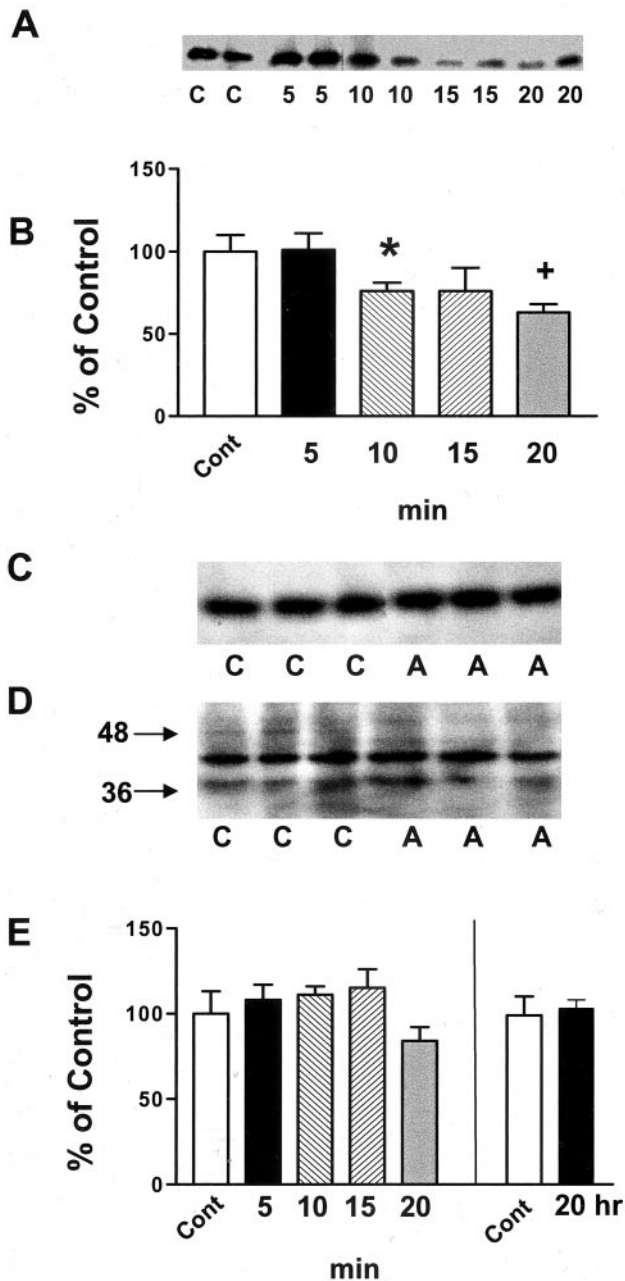 A
C C 5 5 10 10 15 15 20 20
B
% of Control
150
100
50
0
*
+
Cont 5 10 15 20
min
C
C C C A A A
D
48
36
C C C A A A
E
% of Control
150
100
50
0
Cont 5 10 15 20 Cont 20 hr
min